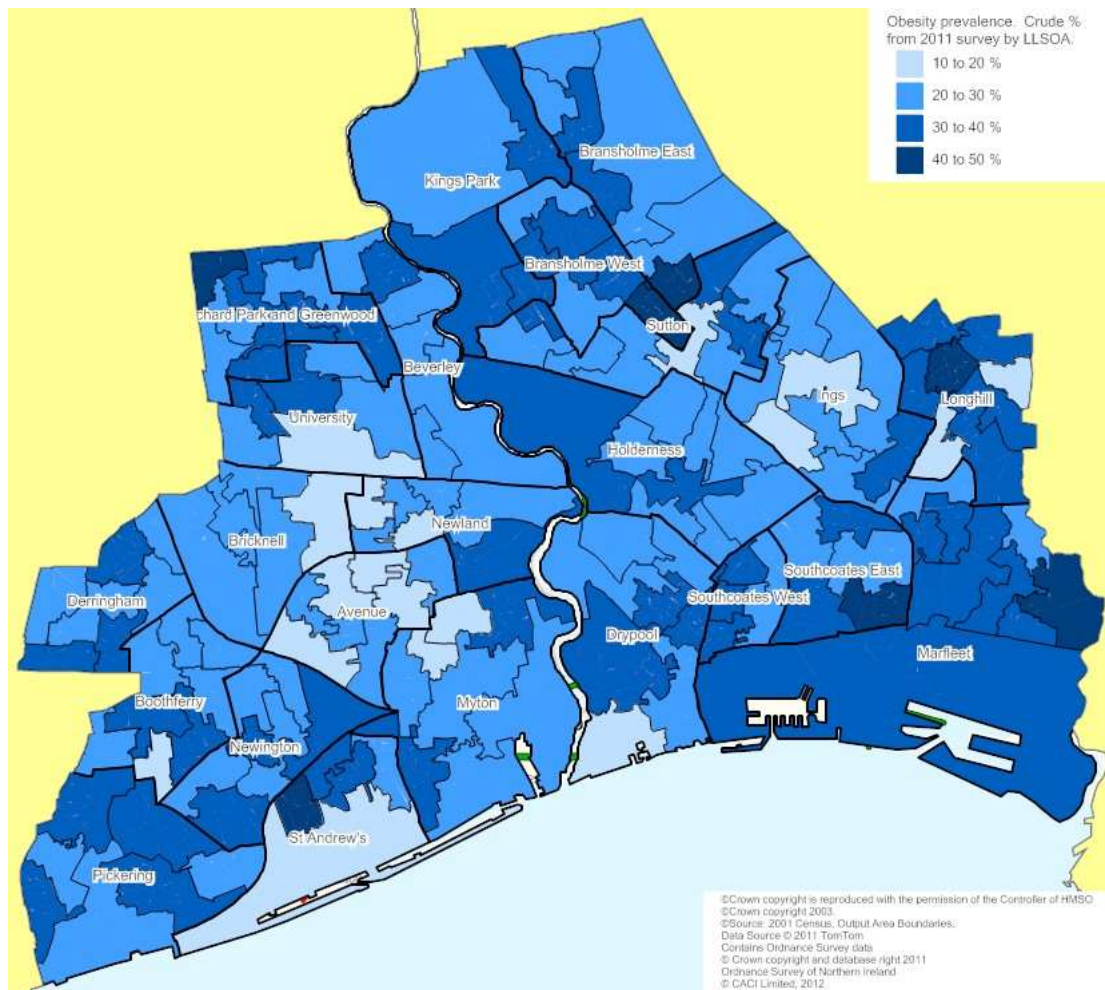 Obesity prevalence. Crude %
from 2011 survey by LLSOA.
10 to 20 %
20 to 30 %
30 to 40 %
40 to 50 %
Bransholme East
Kings Park
Bransholme West
chard Park and Greenwood
Sutton
Beverley
Ings
Longhill
University
Holderness
Newland
Bricknell
Southcoates East
Derringham
Avenue
Southcoates West
Drypool
Marfleet
Boothferry
Myton
Newington
St Andrew's
Pickering
©Crown copyright is reproduced with the permission of the Controller of HMSO
©Crown copyright 2003.
©Source: 2001 Census, Output Area Boundaries.
Data Source © 2011 TomTom
Contains Ordnance Survey data
© Crown copyright and database right 2011
Ordnance Survey of Northern Ireland
© CACI Limited, 2012